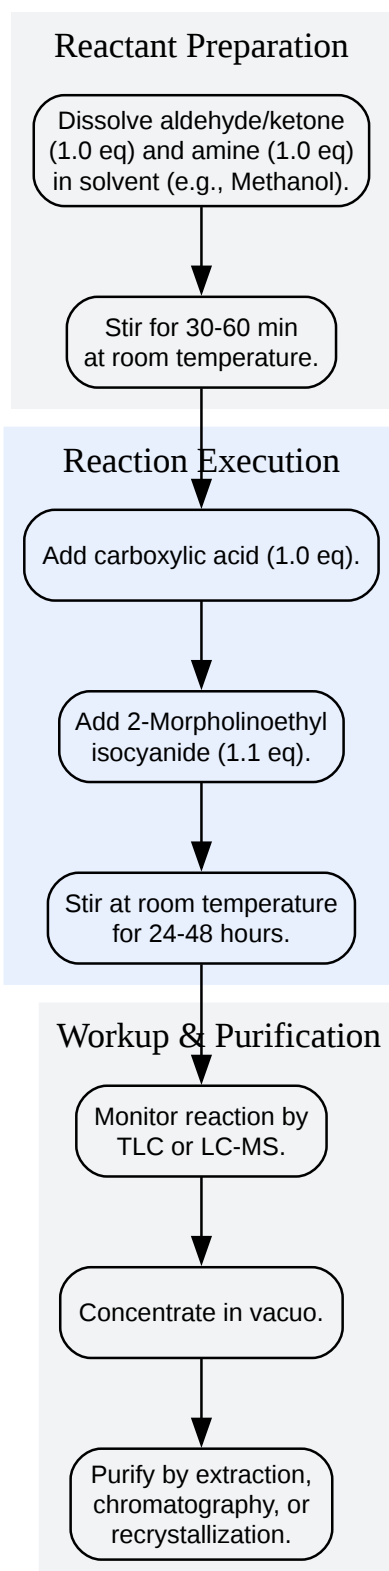 Reactant Preparation
Dissolve aldehyde/ketone
(1.0 eq) and amine (1.0 eq)
in solvent (e.g., Methanol).
Stir for 30-60 min
at room temperature.
Reaction Execution
Add carboxylic acid (1.0 eq).
Add 2-Morpholinoethyl
isocyanide (1.1 eq).
Stir at room temperature
for 24-48 hours.
Workup & Purification
Monitor reaction by
TLC or LC-MS.
Concentrate in vacuo.
Purify by extraction,
chromatography, or
recrystallization.